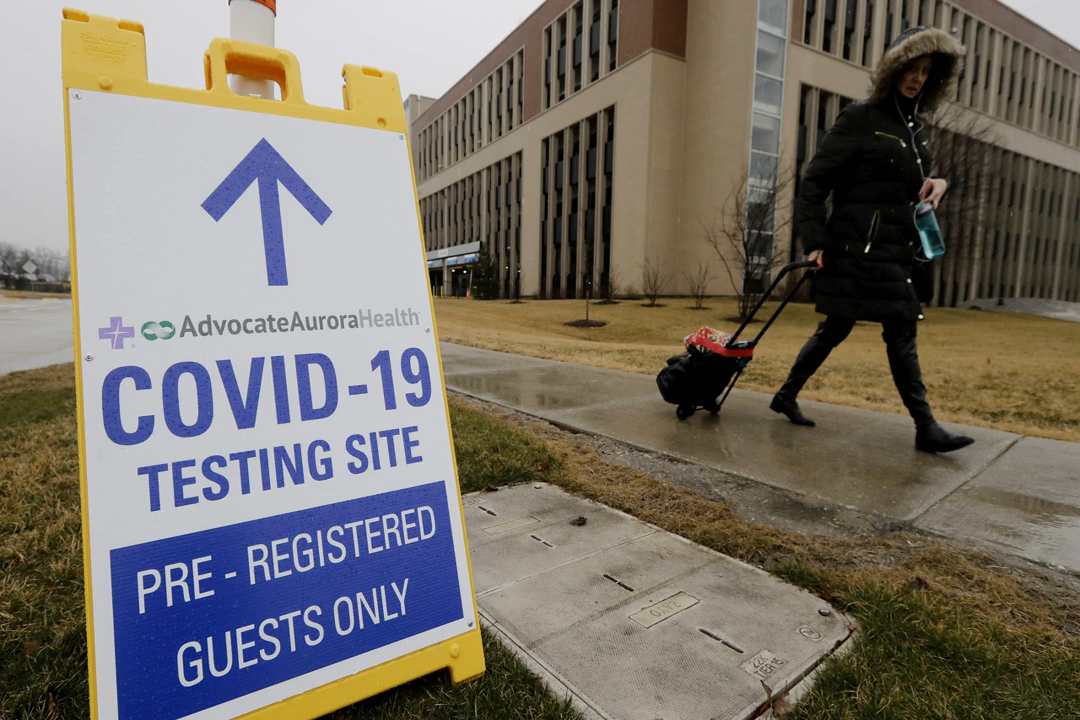 AdvocateAuroraHealth
COVID-19
TESTING SITE
PRE - REGISTERED
GUESTS ONLY